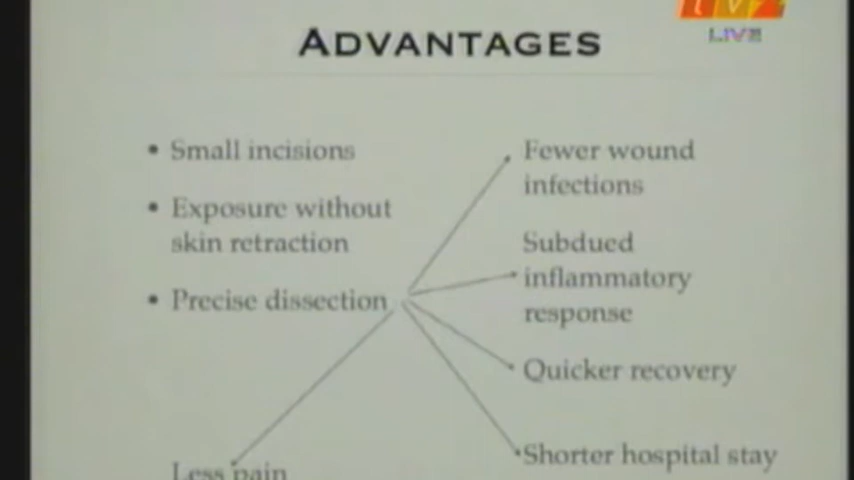 ADVANTAGES
tv
LIVE
• Small incisions
• Exposure without
skin retraction
• Precise dissection
Less pain
Fewer wound
infections
Subdued
inflammatory
response
Quicker recovery
Shorter hospital stay